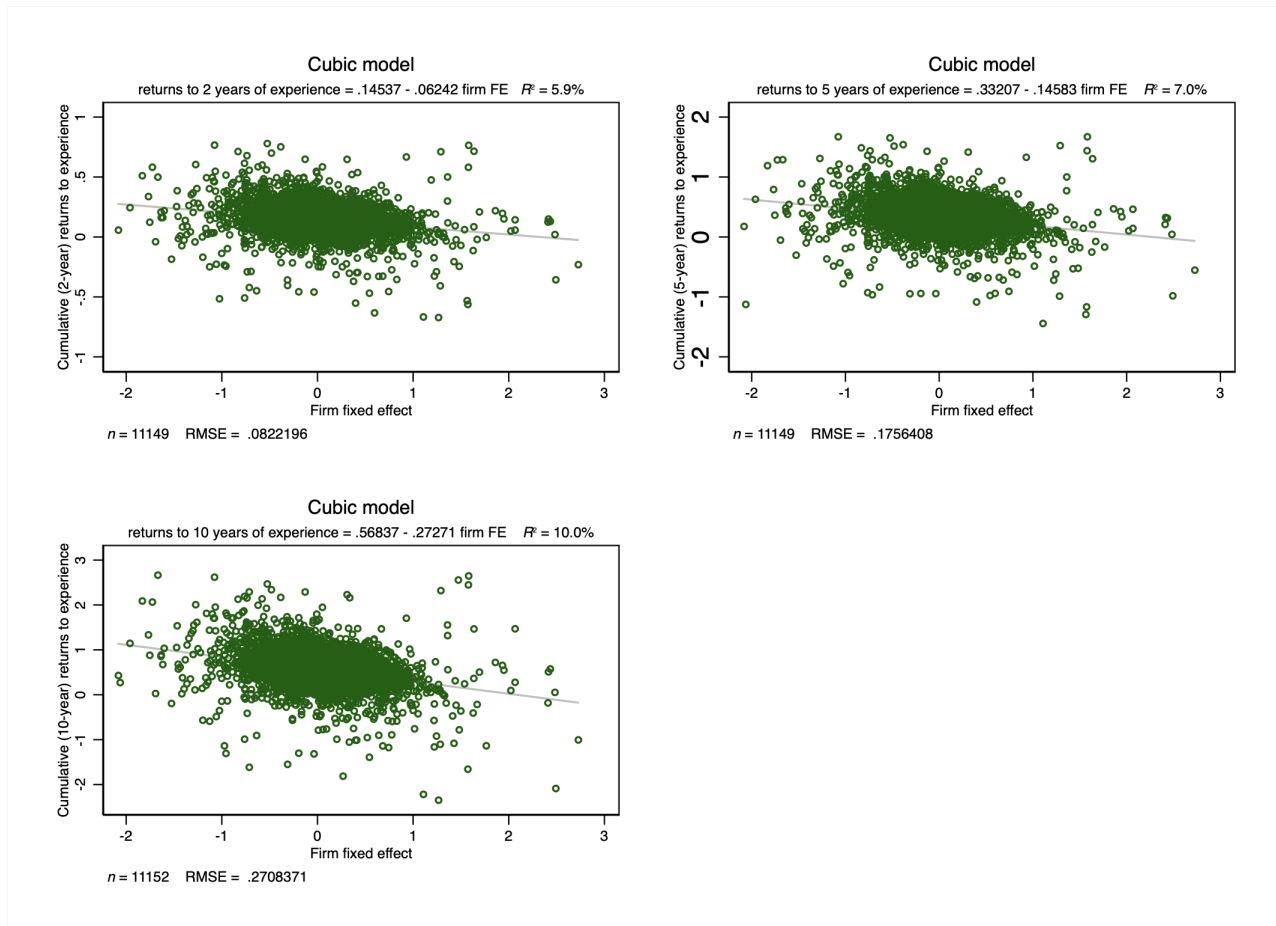 Cubic model
returns to 2 years of experience = .14537 - .06242 firm FE R² = 5.9%
Cumulative (2-year) returns to experience
1
.5
0
-.5
-1
-2 -1 0 1 2 3
Firm fixed effect
n = 11149 RMSE = .0822196
Cubic model
returns to 5 years of experience = .33207 - .14583 firm FE R² = 7.0%
Cumulative (5-year) returns to experience
2
1
0
-1
-2
-2 -1 0 1 2 3
Firm fixed effect
n = 11149 RMSE = .1756408
Cubic model
returns to 10 years of experience = .56837 - .27271 firm FE R² = 10.0%
Cumulative (10-year) returns to experience
3
2
1
0
-1
-2
-2 -1 0 1 2 3
Firm fixed effect
n = 11152 RMSE = .2708371